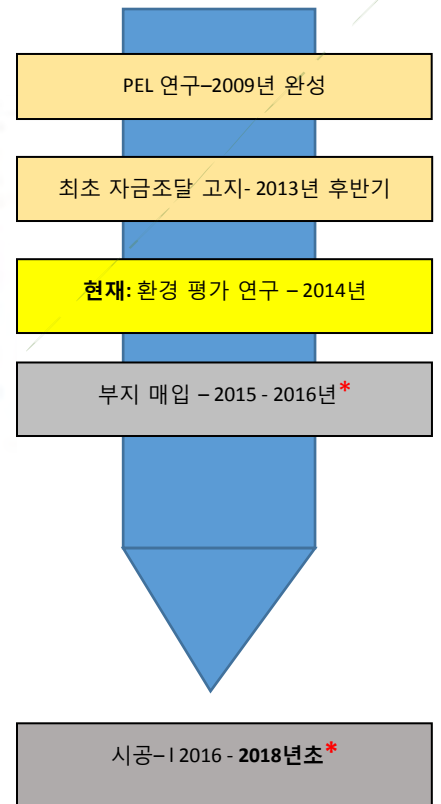 PEL 연구–2009년 완성
최초 자금조달 고지- 2013년 후반기
현재: 환경 평가 연구 – 2014년
부지 매입 – 2015 - 2016년*
시공– I 2016 - 2018년초*